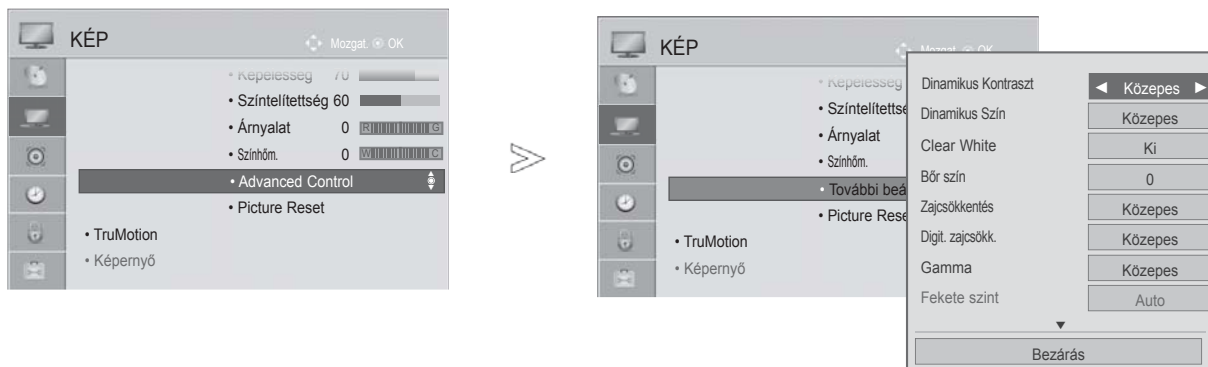 KÉP
Mozgat. OK
• Képélesség 70
• Színtelítettség 60
• Árnyalat 0 R G
• Színhőm. 0 W C
• Advanced Control
• Picture Reset
• TruMotion
• Képernyő
KÉP
Mozgat. OK
• Képélesség
• Színtelítettsé
• Árnyalat
• Színhőm.
• További beá
• Picture Rese
• TruMotion
• Képernyő
Dinamikus Kontraszt ◄ Közepes ►
Dinamikus Szín Közepes
Clear White Ki
Bőr szín 0
Zajcsökkentés Közepes
Digit. zajcsökk. Közepes
Gamma Közepes
Fekete szint Auto
▼
Bezárás